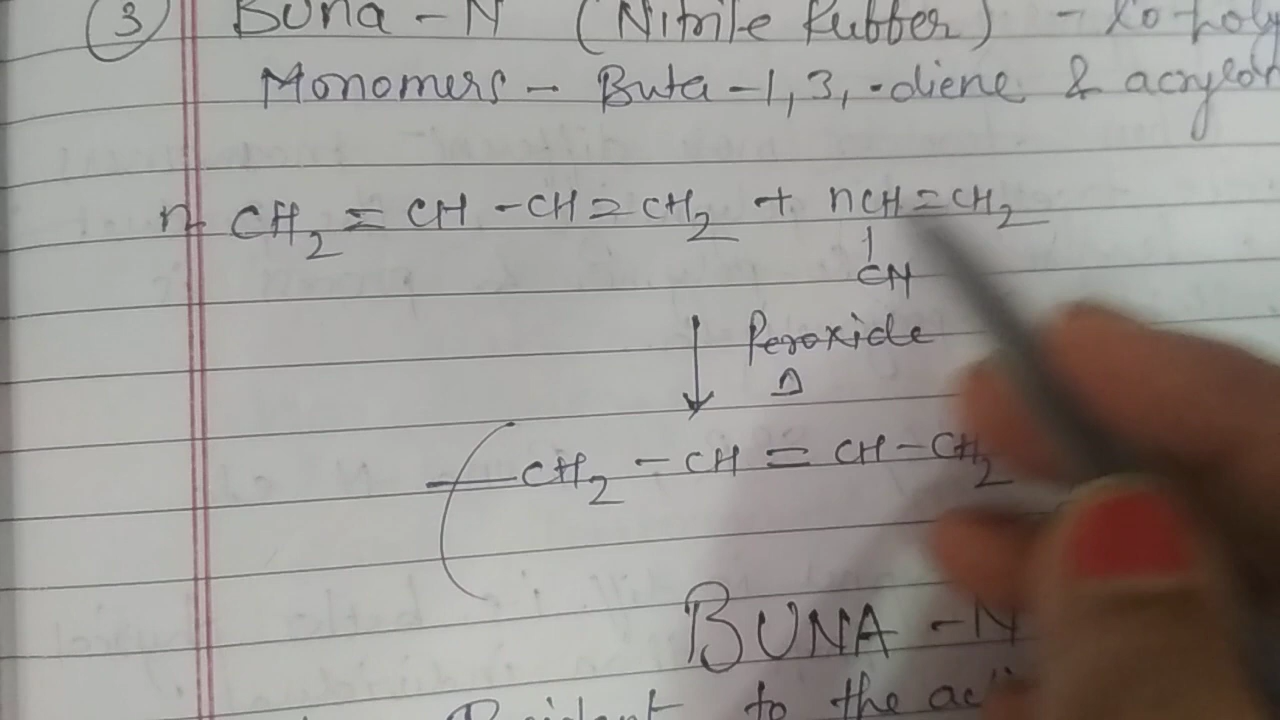 3 Buna - N (Nitrile Rubber) -
Monomers - Buta -1,3,-diene &
n CH2 = CH - CH = CH2 + nCH = CH2
CN
Peroxide
Δ
( CH2 - CH = CH - CH2
BUNA - N
to the